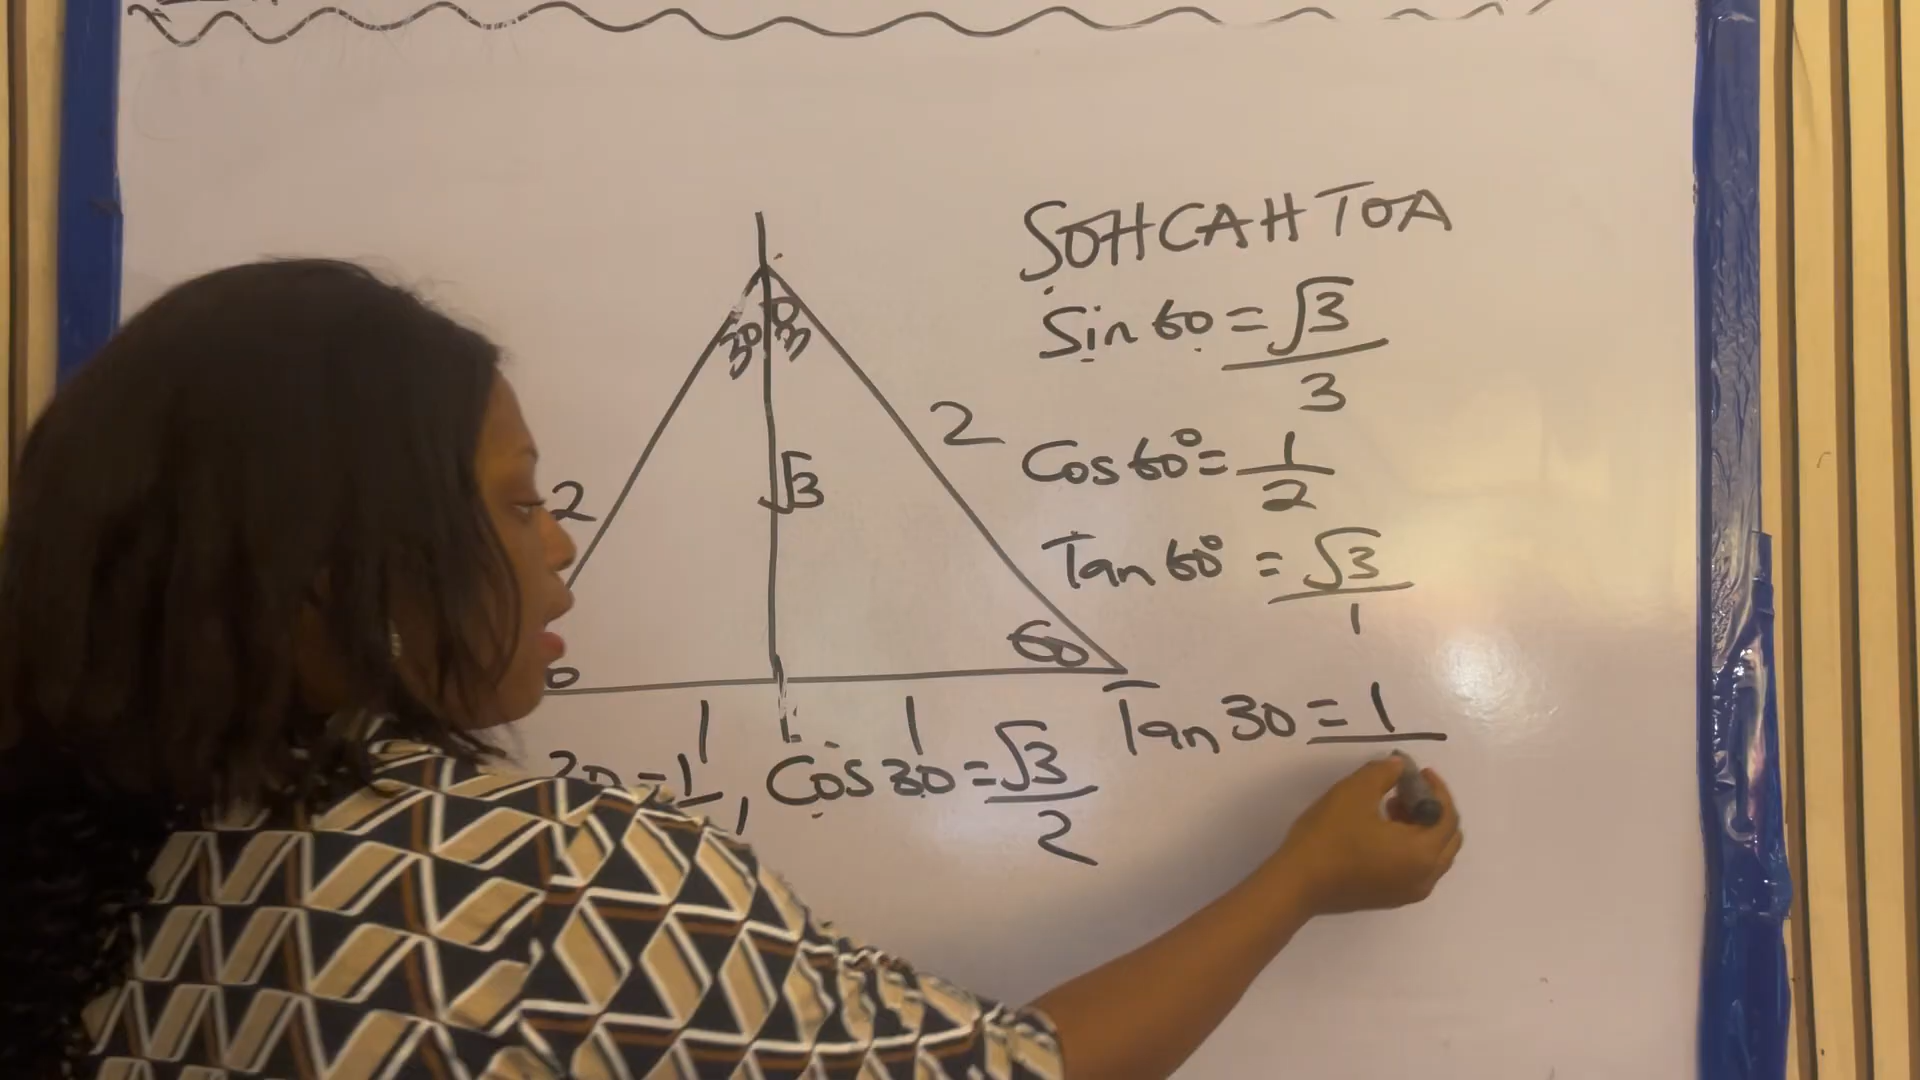 SOHCAHTOA
Sin 60 = √3/3
30 30
2
2
Cos 60° = 1/2
√3
Tan 60° = √3/1
60
0
1 1
Tan 30 = 1
30 = 1, Cos 30 = √3/2